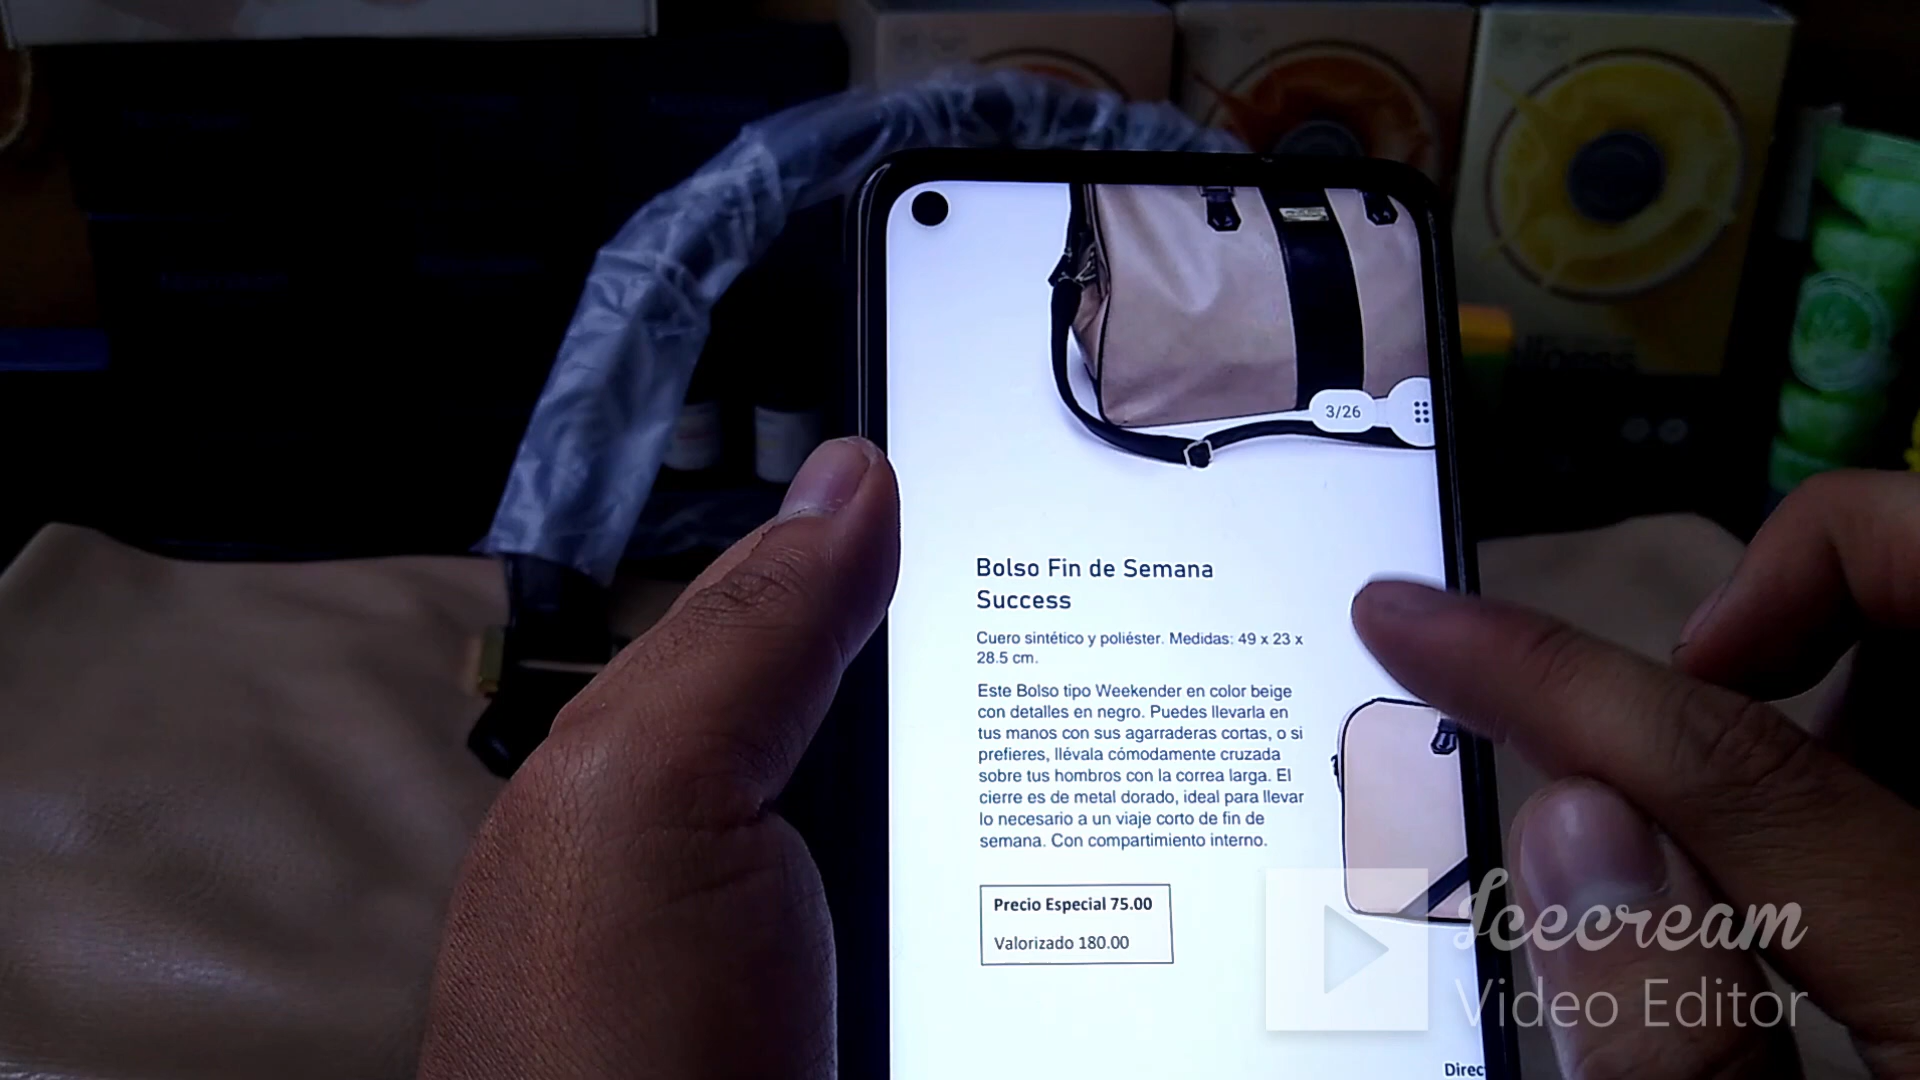 3/26
Bolso Fin de Semana
Success
Cuero sintético y poliéster. Medidas: 49 x 23 x
28.5 cm.
Este Bolso tipo Weekender en color beige
con detalles en negro. Puedes llevarla en
tus manos con sus agarraderas cortas, o si
prefieres, llévala cómodamente cruzada
sobre tus hombros con la correa larga. El
cierre es de metal dorado, ideal para llevar
lo necesario a un viaje corto de fin de
semana. Con compartimiento interno.
Precio Especial 75.00
Valorizado 180.00
Icecream
Video Editor
Direc